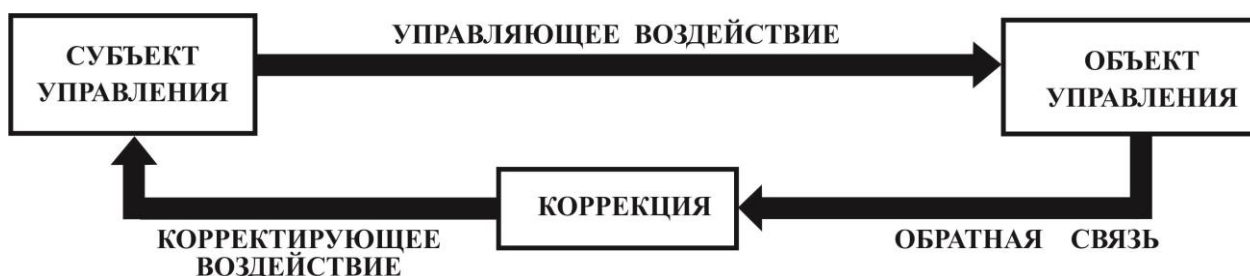 УПРАВЛЯЮЩЕЕ ВОЗДЕЙСТВИЕ
СУБЪЕКТ
УПРАВЛЕНИЯ
ОБЪЕКТ
УПРАВЛЕНИЯ
КОРРЕКЦИЯ
КОРРЕКТИРУЮЩЕЕ
ВОЗДЕЙСТВИЕ
ОБРАТНАЯ СВЯЗЬ